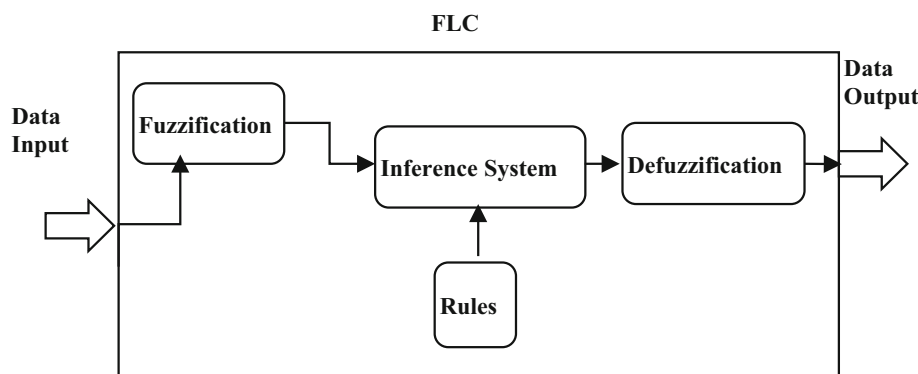 FLC
Data
Input
Fuzzification
Inference System
Defuzzification
Rules
Data
Output